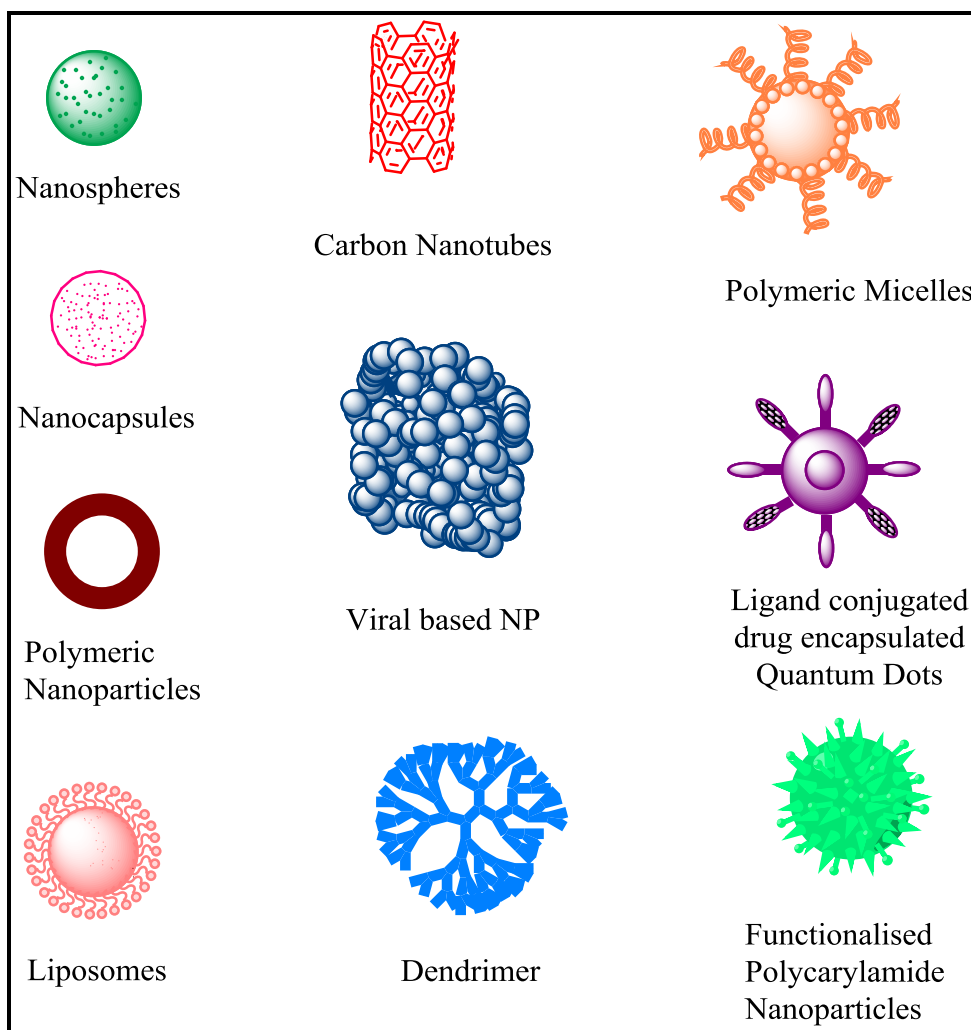 Nanospheres
Carbon Nanotubes
Polymeric Micelles
Nanocapsules
Viral based NP
Ligand conjugated
drug encapsulated
Quantum Dots
Polymeric
Nanoparticles
Liposomes
Dendrimer
Functionalised
Polycarylamide
Nanoparticles